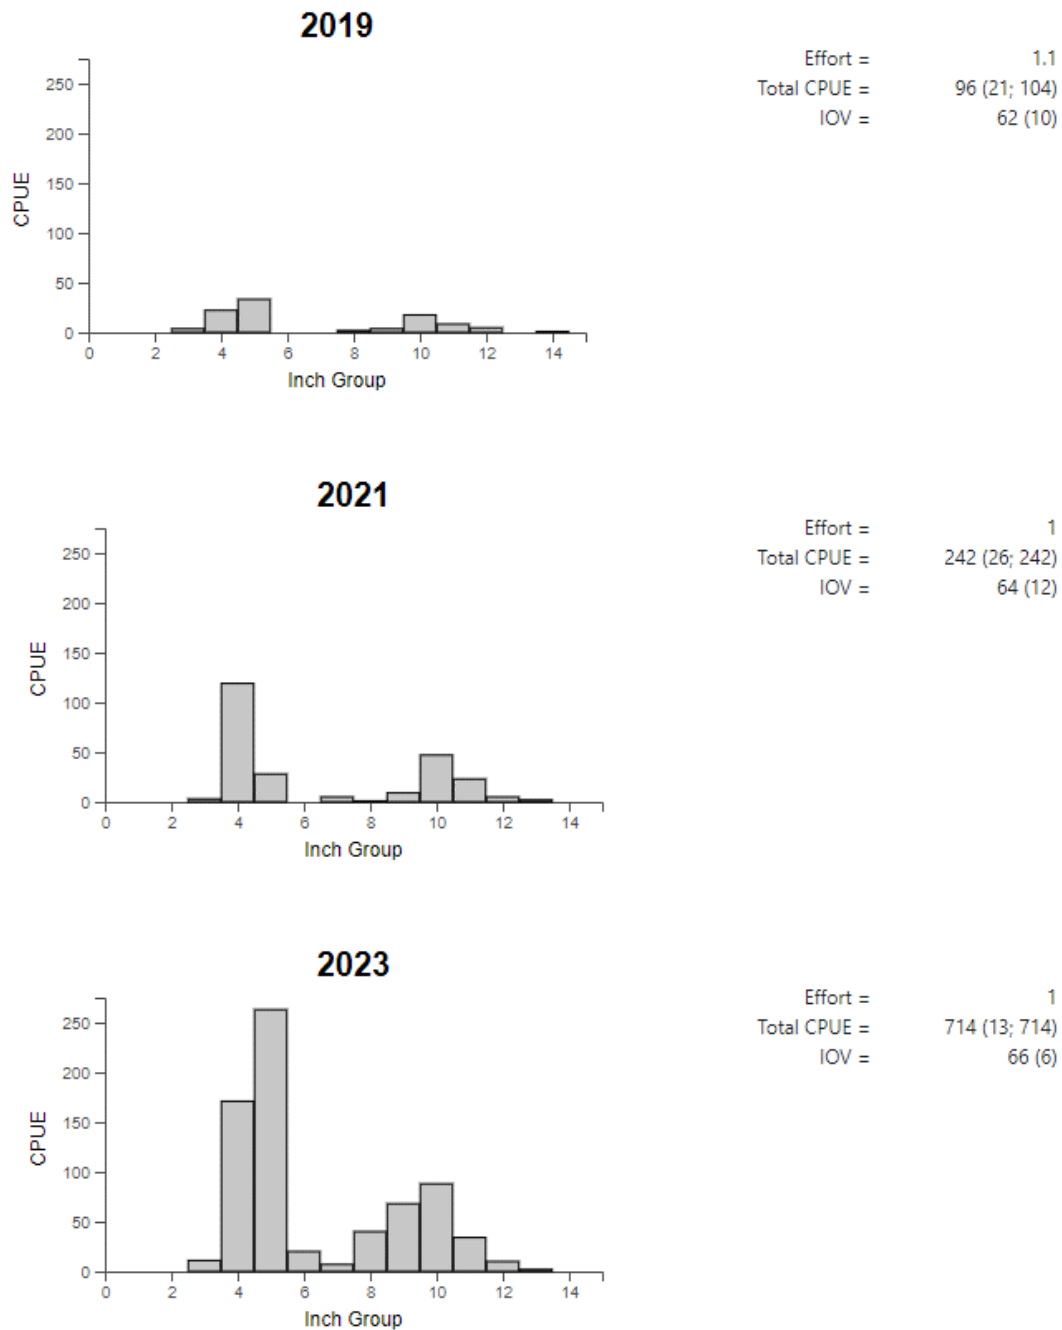 2019
Effort = 1.1
Total CPUE = 96 (21; 104)
IOV = 62 (10)
250
200
150
100
50
0
CPUE
0 2 4 6 8 10 12 14
Inch Group
2021
Effort = 1
Total CPUE = 242 (26; 242)
IOV = 64 (12)
250
200
150
100
50
0
CPUE
0 2 4 6 8 10 12 14
Inch Group
2023
Effort = 1
Total CPUE = 714 (13; 714)
IOV = 66 (6)
250
200
150
100
50
0
CPUE
0 2 4 6 8 10 12 14
Inch Group